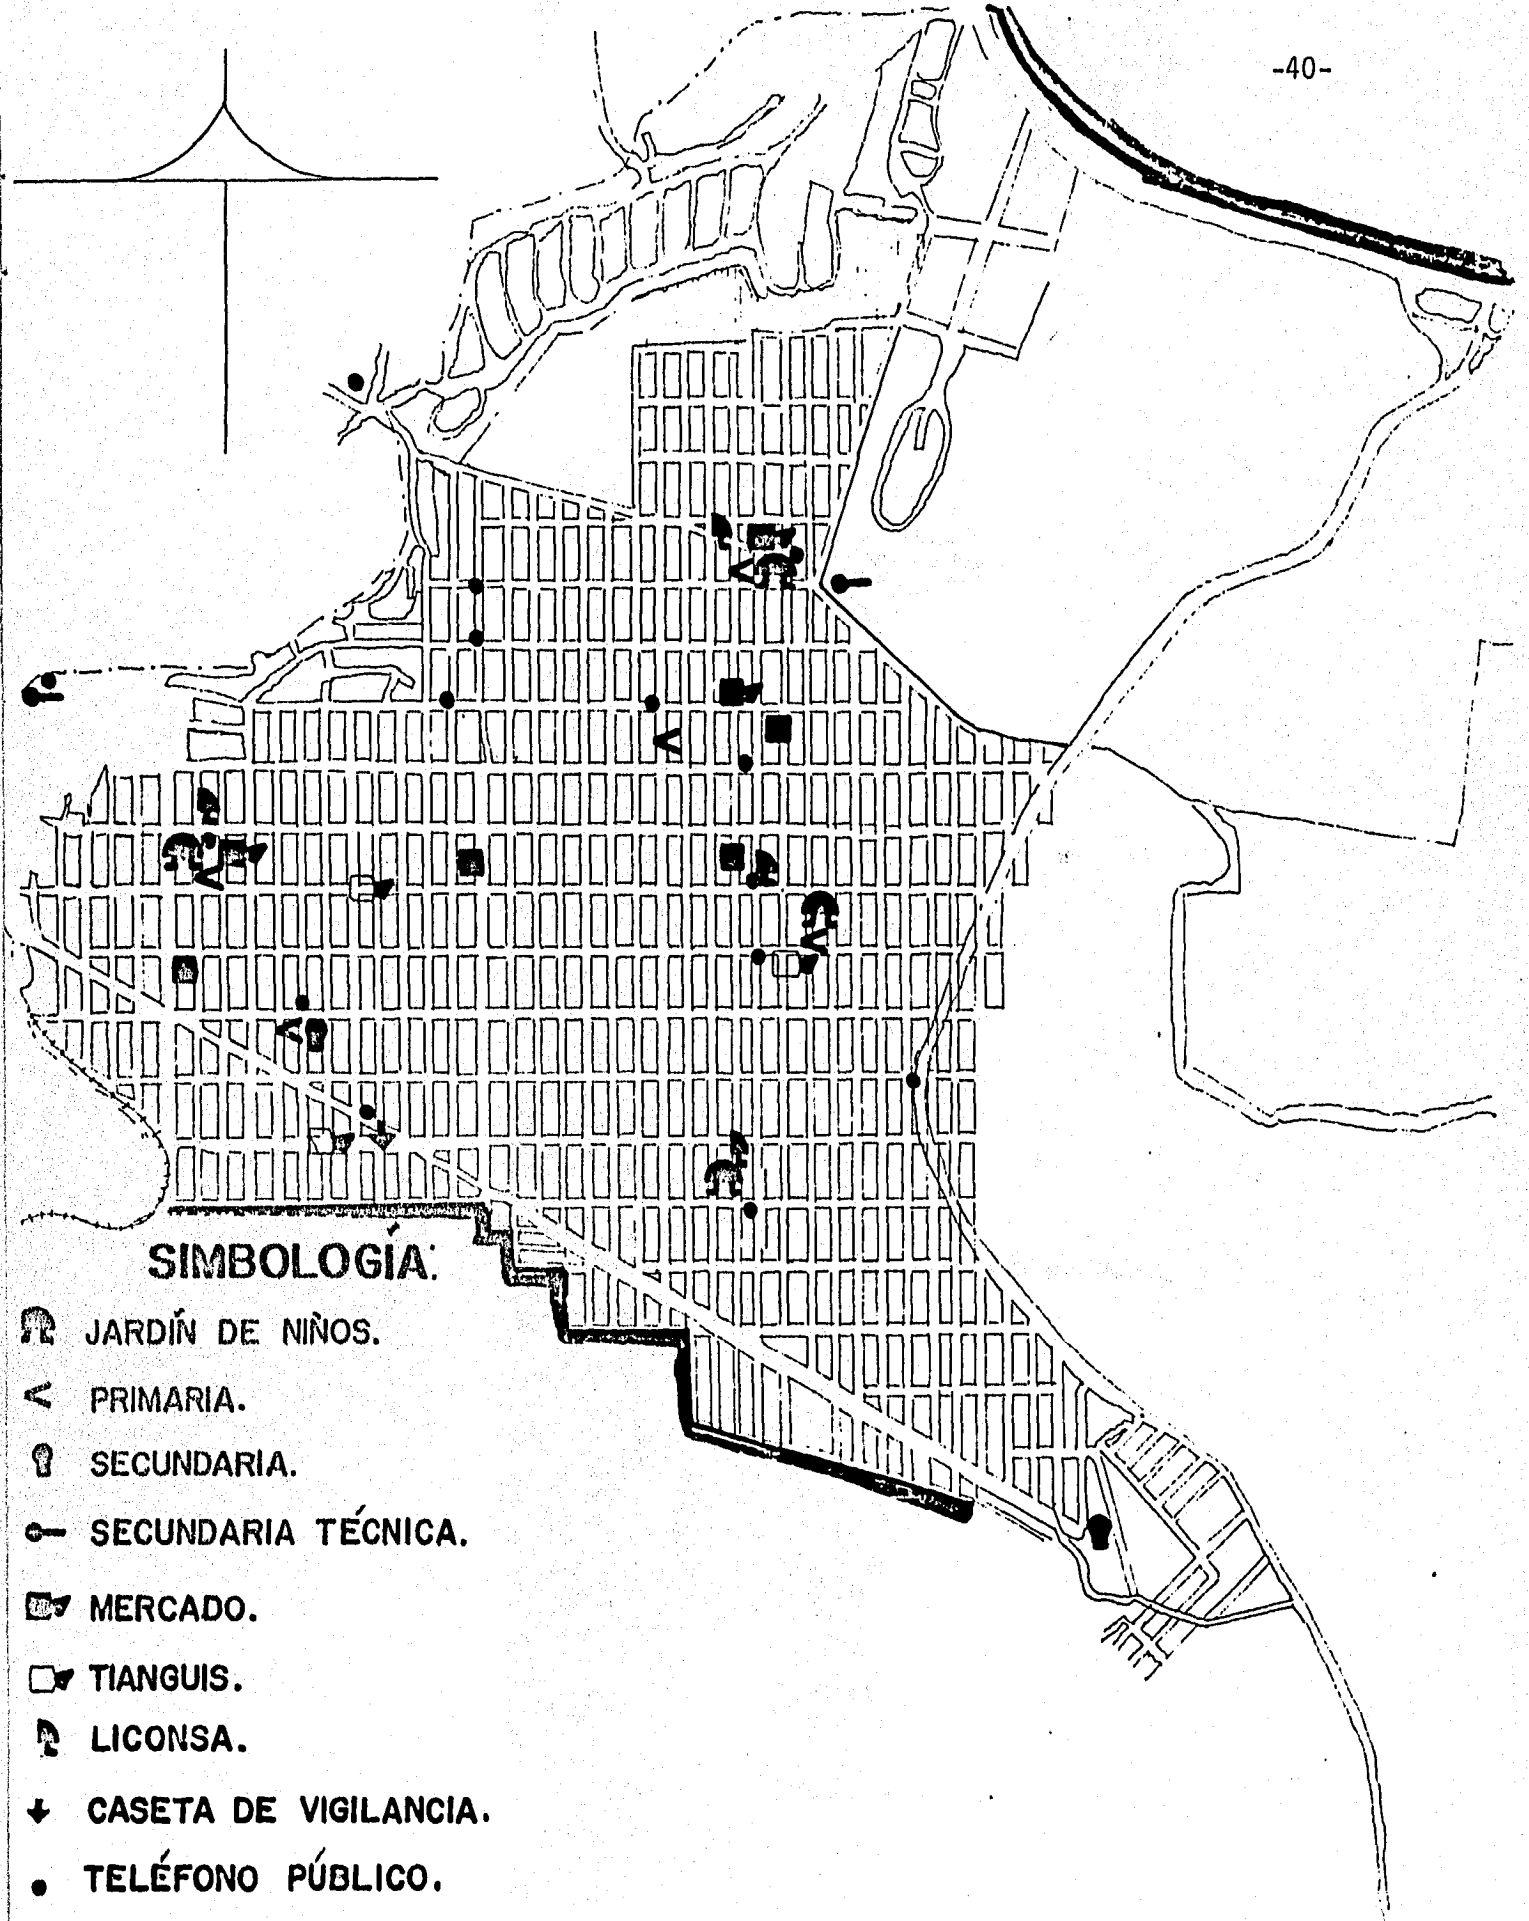 -40-
SIMBOLOGÍA:
JARDÍN DE NIÑOS.
PRIMARIA.
SECUNDARIA.
SECUNDARIA TÉCNICA.
MERCADO.
TIANGUIS.
LICONSA.
CASETA DE VIGILANCIA.
TELÉFONO PÚBLICO.